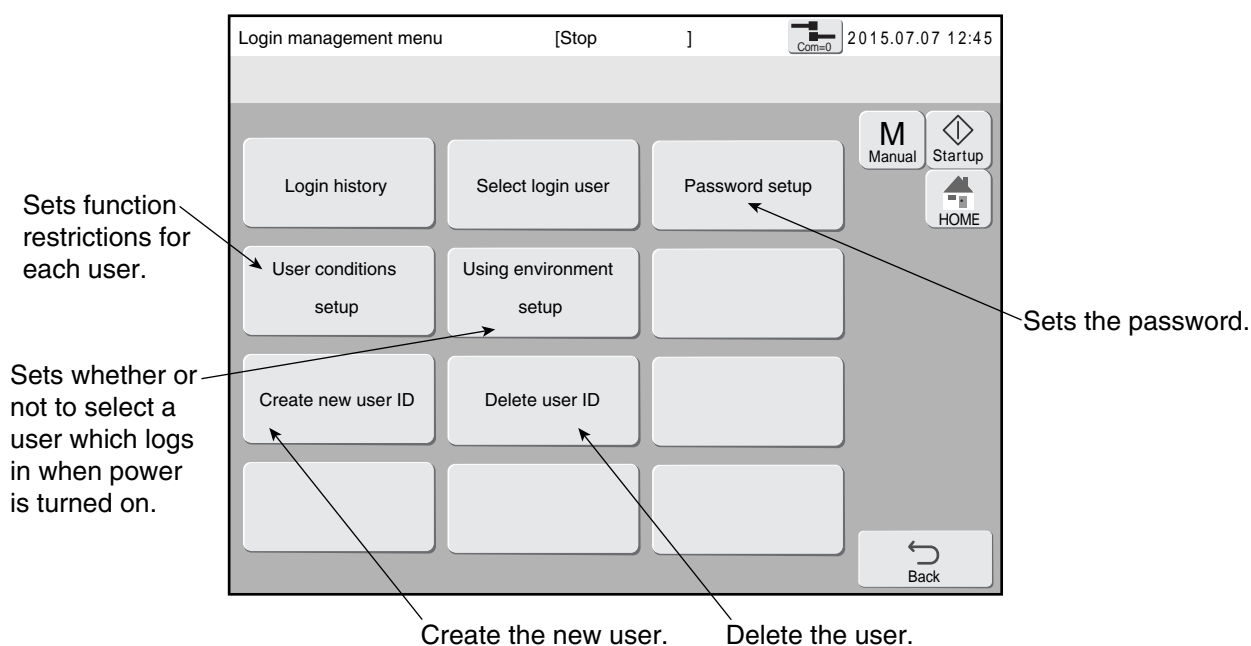 Login management menu [Stop ] Com=0 2015.07.07 12:45
M
Manual
Startup
HOME
Login history
Select login user
Password setup
Sets function
restrictions for
each user.
User conditions
setup
Using environment
setup
Sets the password.
Sets whether or
not to select a
user which logs
in when power
is turned on.
Create new user ID
Delete user ID
Back
Create the new user.
Delete the user.